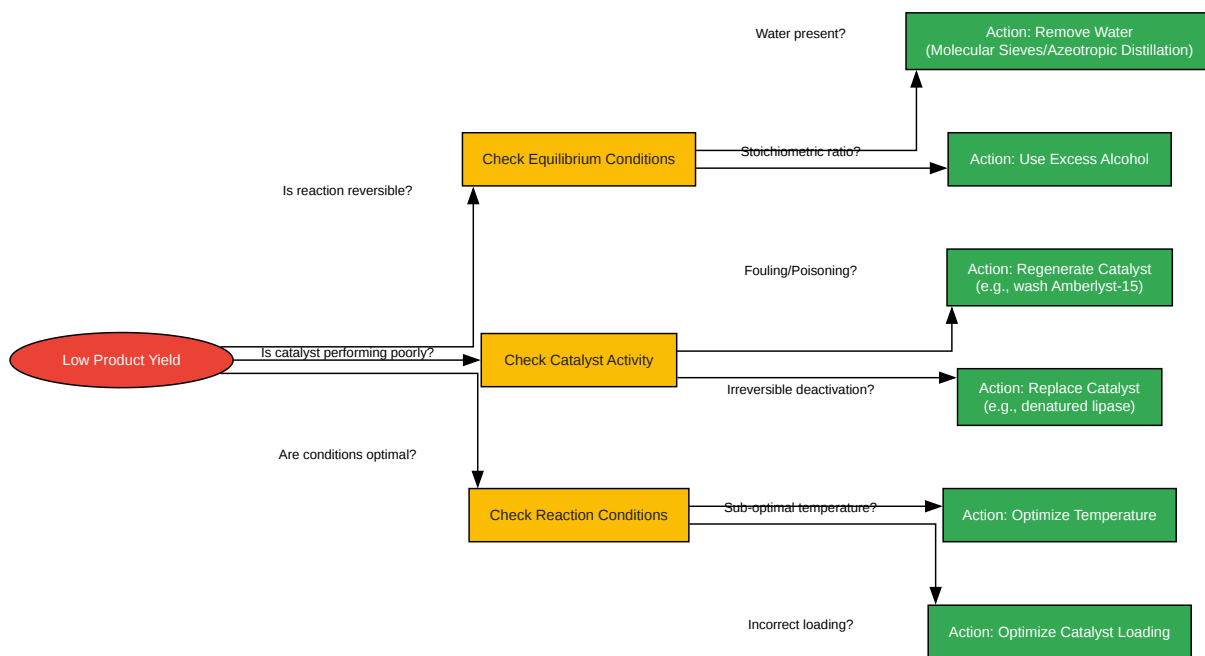 Water present?
Action: Remove Water
(Molecular Sieves/Azeotropic Distillation)
Check Equilibrium Conditions
Stoichiometric ratio?
Action: Use Excess Alcohol
Is reaction reversible?
Fouling/Poisoning?
Action: Regenerate Catalyst
(e.g., wash Amberlyst-15)
Low Product Yield
Is catalyst performing poorly?
Check Catalyst Activity
Irreversible deactivation?
Action: Replace Catalyst
(e.g., denatured lipase)
Are conditions optimal?
Check Reaction Conditions
Sub-optimal temperature?
Action: Optimize Temperature
Incorrect loading?
Action: Optimize Catalyst Loading